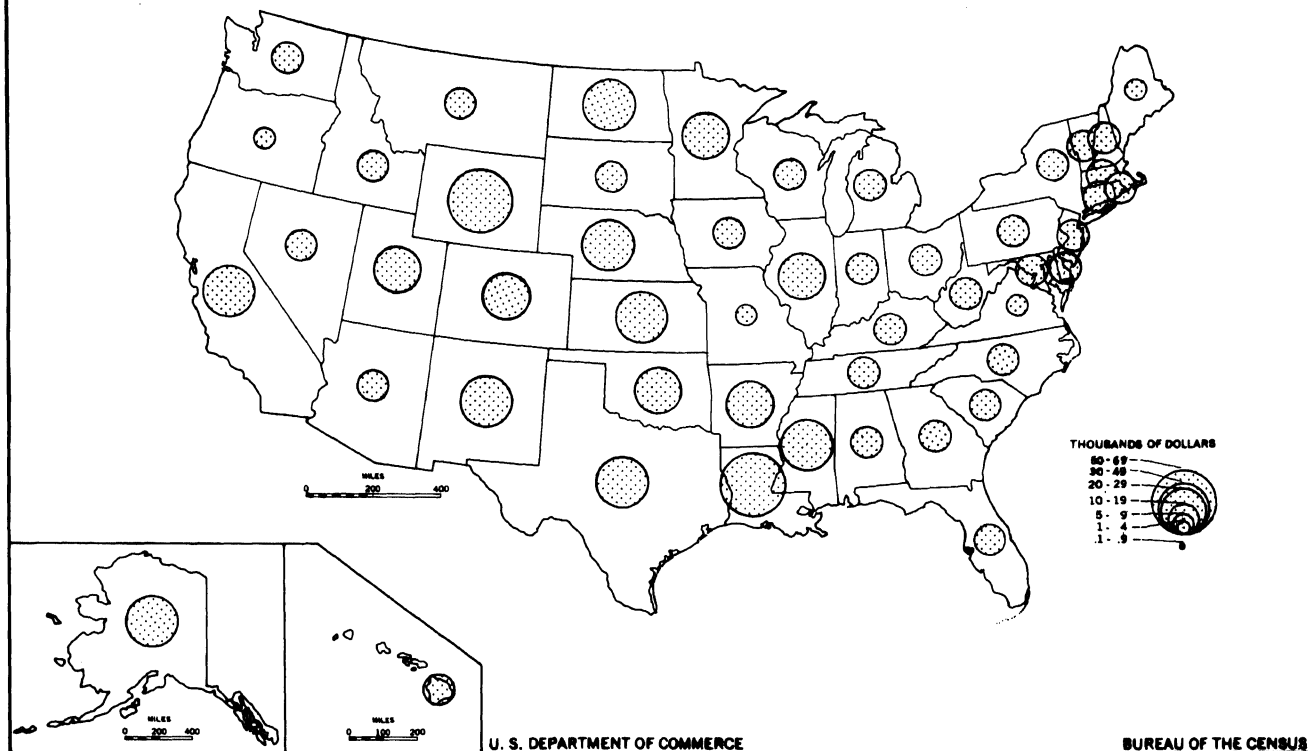 THOUSANDS OF DOLLARS
50-69
30-49
20-29
10-19
5- 9
1- 4
.1- .9
MILES
0 200 400
MILES
0 200 400
MILES
0 100 200
U. S. DEPARTMENT OF COMMERCE
BUREAU OF THE CENSUS